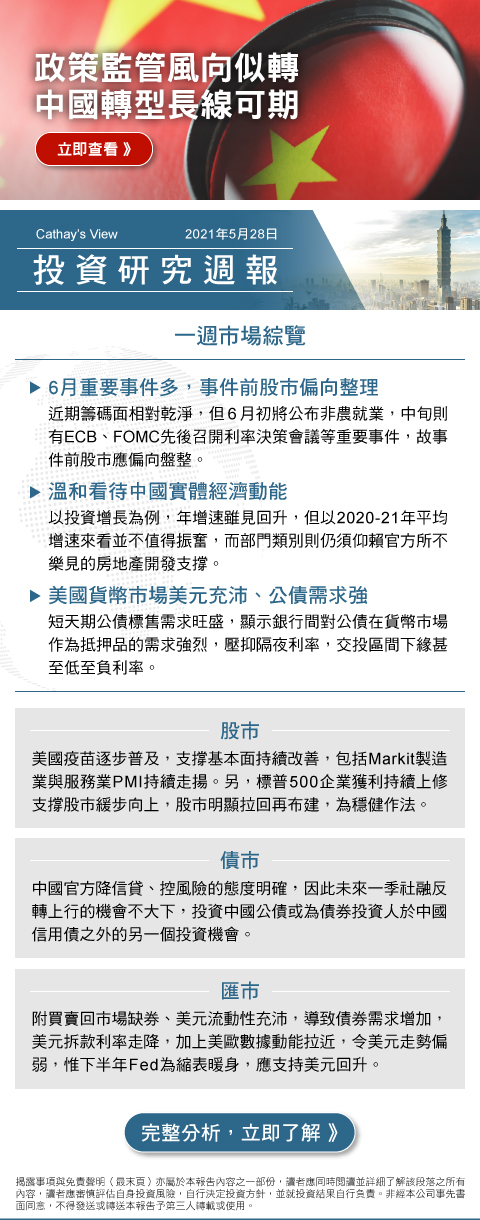 政策監管風向似轉
中國轉型長線可期
立即查看 》
Cathay's View 2021年5月28日
投資研究週報
一週市場綜覽
▶ 6月重要事件多，事件前股市偏向整理
近期籌碼面相對乾淨，但6月初將公布非農就業，中旬則
有ECB、FOMC先後召開利率決策會議等重要事件，故事
件前股市應偏向盤整。
▶ 溫和看待中國實體經濟動能
以投資增長為例，年增速雖見回升，但以2020-21年平均
增速來看並不值得振奮，而部門類別則仍須仰賴官方所不
樂見的房地產開發支撐。
▶ 美國貨幣市場美元充沛、公債需求強
短天期公債標售需求旺盛，顯示銀行間對公債在貨幣市場
作為抵押品的需求強烈，壓抑隔夜利率，交投區間下緣甚
至低至負利率。
股市
美國疫苗逐步普及，支撐基本面持續改善，包括Markit製造
業與服務業PMI持續走揚。另，標普500企業獲利持續上修
支撐股市緩步向上，股市明顯拉回再布建，為穩健作法。
債市
中國官方降信貸、控風險的態度明確，因此未來一季社融反
轉上行的機會不大下，投資中國公債或為債券投資人於中國
信用債之外的另一個投資機會。
匯市
附買賣回市場缺券、美元流動性充沛，導致債券需求增加，
美元拆款利率走降，加上美歐數據動能拉近，令美元走勢偏
弱，惟下半年Fed為縮表暖身，應支持美元回升。
完整分析，立即了解 》
揭露事項與免責聲明（最末頁）亦屬於本報告內容之一部份，讀者應同時閱讀並詳細了解該段落之所有
內容，讀者應審慎評估自身投資風險，自行決定投資方針，並就投資結果自行負責。非經本公司事先書
面同意，不得發送或轉送本報告予第三人轉載或使用。